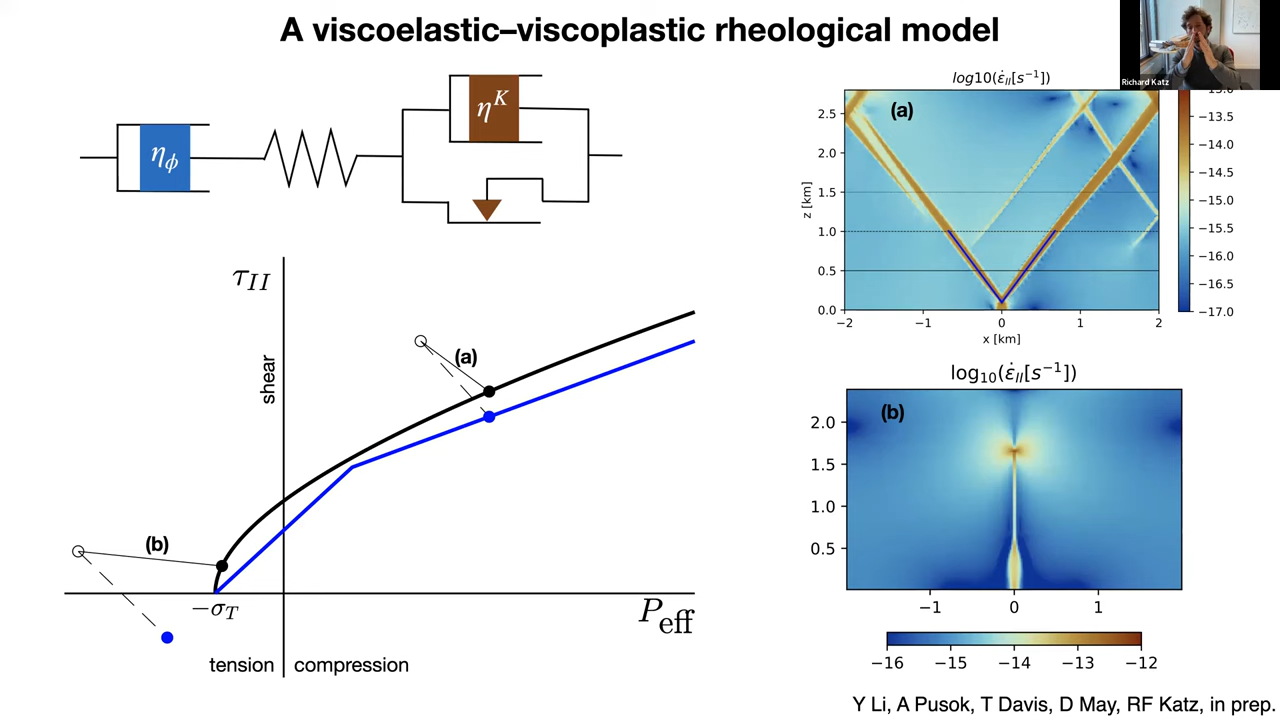 A viscoelastic–viscoplastic rheological model
Richard Katz
η_ϕ
η^K
τ_II
shear
(a)
(b)
−σ_T
P_eff
tension
compression
log10(ε̇_II[s⁻¹])
(a)
z [km]
2.5
2.0
1.5
1.0
0.5
0.0
−2
−1
0
1
2
x [km]
−13.5
−14.0
−14.5
−15.0
−15.5
−16.0
−16.5
−17.0
log₁₀(ε̇_II[s⁻¹])
(b)
2.0
1.5
1.0
0.5
−1
0
1
−16
−15
−14
−13
−12
Y Li, A Pusok, T Davis, D May, RF Katz, in prep.